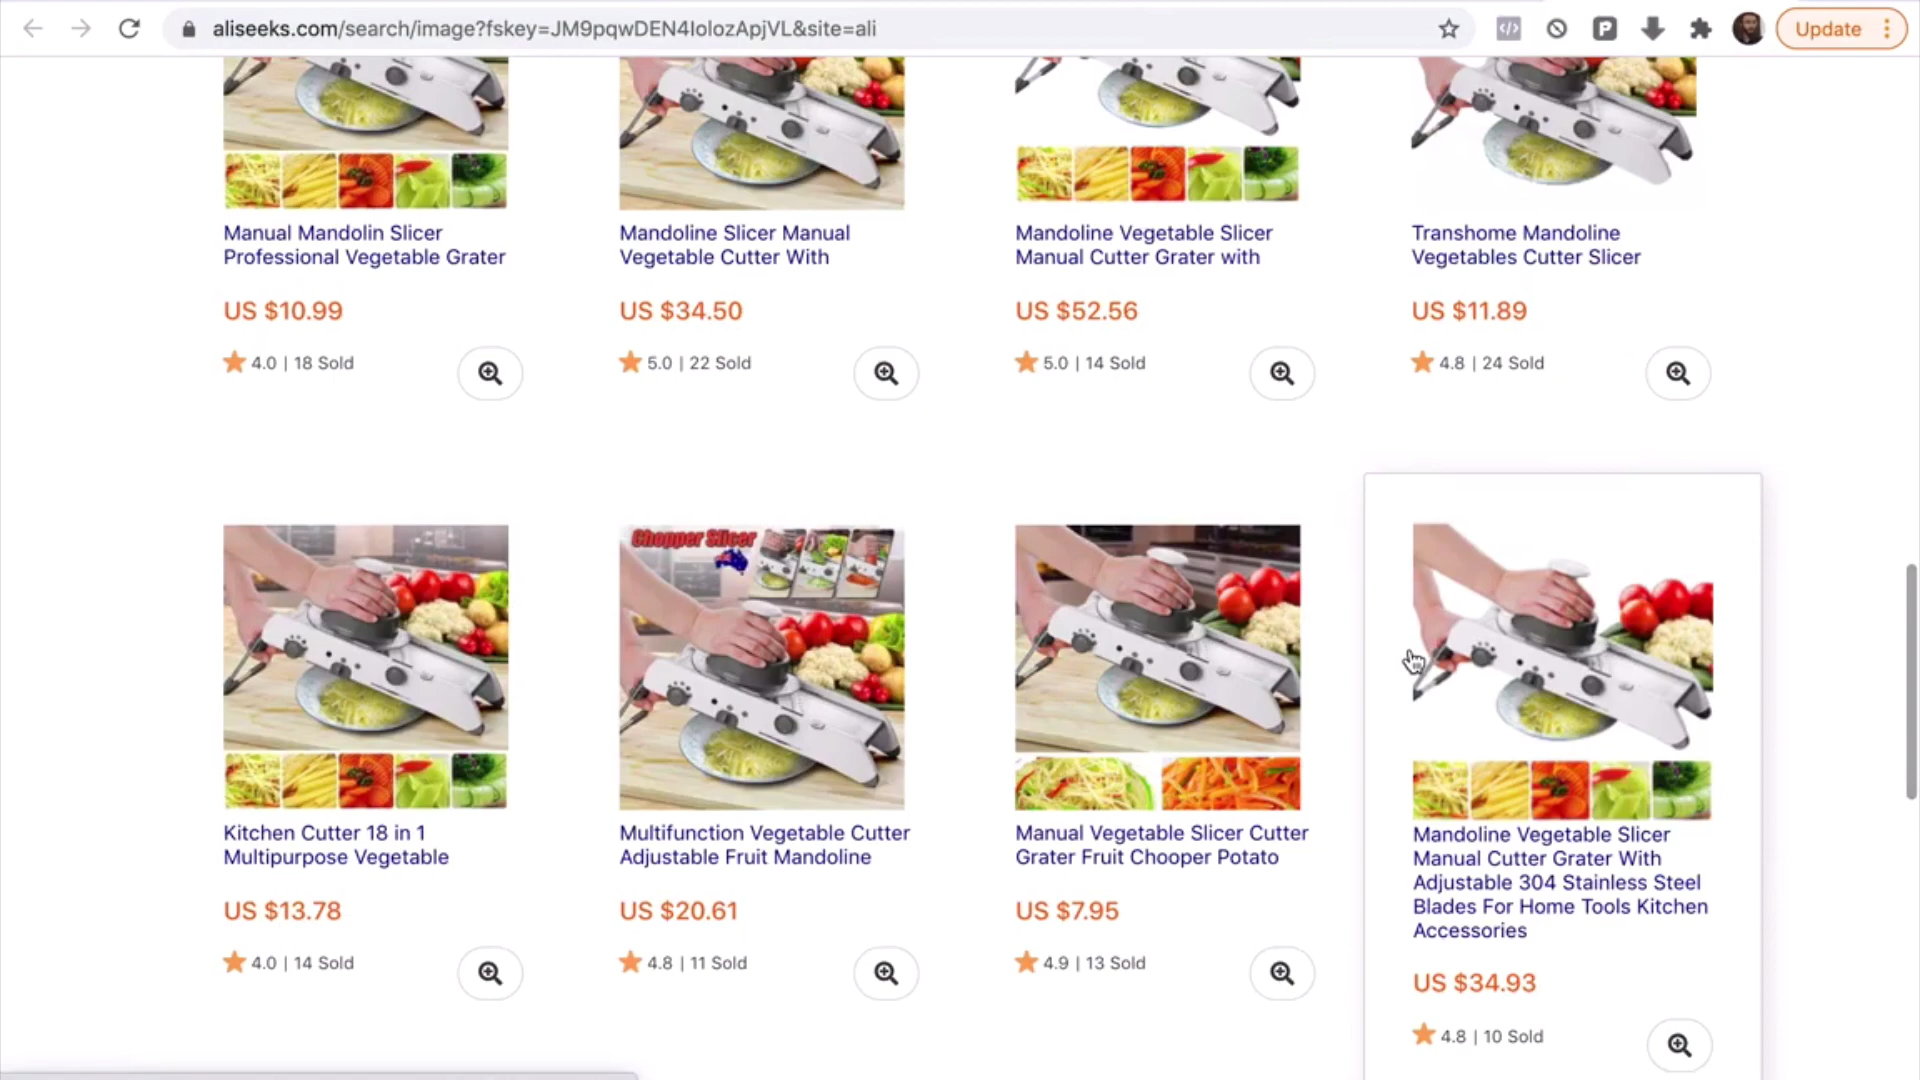 aliseeks.com/search/image?fskey=JM9pqwDEN4IolozApjVL&site=ali
Update
Manual Mandolin Slicer
Professional Vegetable Grater
US $10.99
4.0 | 18 Sold
Mandoline Slicer Manual
Vegetable Cutter With
US $34.50
5.0 | 22 Sold
Mandoline Vegetable Slicer
Manual Cutter Grater with
US $52.56
5.0 | 14 Sold
Transhome Mandoline
Vegetables Cutter Slicer
US $11.89
4.8 | 24 Sold
Kitchen Cutter 18 in 1
Multipurpose Vegetable
US $13.78
4.0 | 14 Sold
Chopper Slicer
Multifunction Vegetable Cutter
Adjustable Fruit Mandoline
US $20.61
4.8 | 11 Sold
Manual Vegetable Slicer Cutter
Grater Fruit Chooper Potato
US $7.95
4.9 | 13 Sold
Mandoline Vegetable Slicer
Manual Cutter Grater With
Adjustable 304 Stainless Steel
Blades For Home Tools Kitchen
Accessories
US $34.93
4.8 | 10 Sold